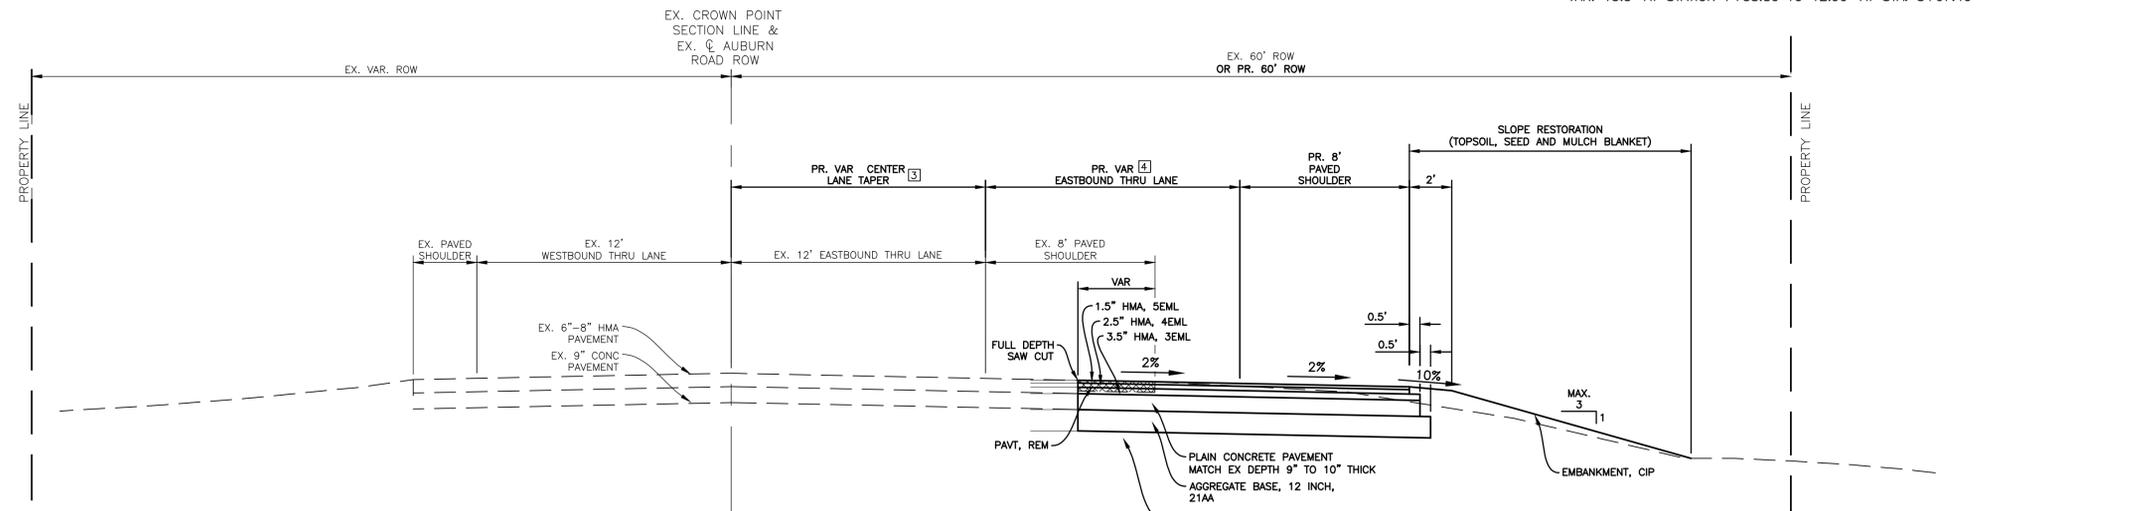 EX. CROWN POINT
SECTION LINE &
EX. ℄ AUBURN
ROAD ROW
EX. VAR. ROW
EX. 60' ROW
OR PR. 60' ROW
PROPERTY LINE
PROPERTY LINE
SLOPE RESTORATION
(TOPSOIL, SEED AND MULCH BLANKET)
PR. VAR CENTER
LANE TAPER 3
PR. VAR 4
EASTBOUND THRU LANE
PR. 8'
PAVED
SHOULDER
2'
EX. PAVED
SHOULDER
EX. 12'
WESTBOUND THRU LANE
EX. 12' EASTBOUND THRU LANE
EX. 8' PAVED
SHOULDER
VAR
1.5" HMA, 5EML
2.5" HMA, 4EML
3.5" HMA, 3EML
0.5'
0.5'
EX. 6"-8" HMA
PAVEMENT
EX. 9" CONC
PAVEMENT
FULL DEPTH
SAW CUT
2%
2%
10%
MAX.
3
1
PAVT, REM
PLAIN CONCRETE PAVEMENT
MATCH EX DEPTH 9" TO 10" THICK
AGGREGATE BASE, 12 INCH,
21AA
EMBANKMENT, CIP